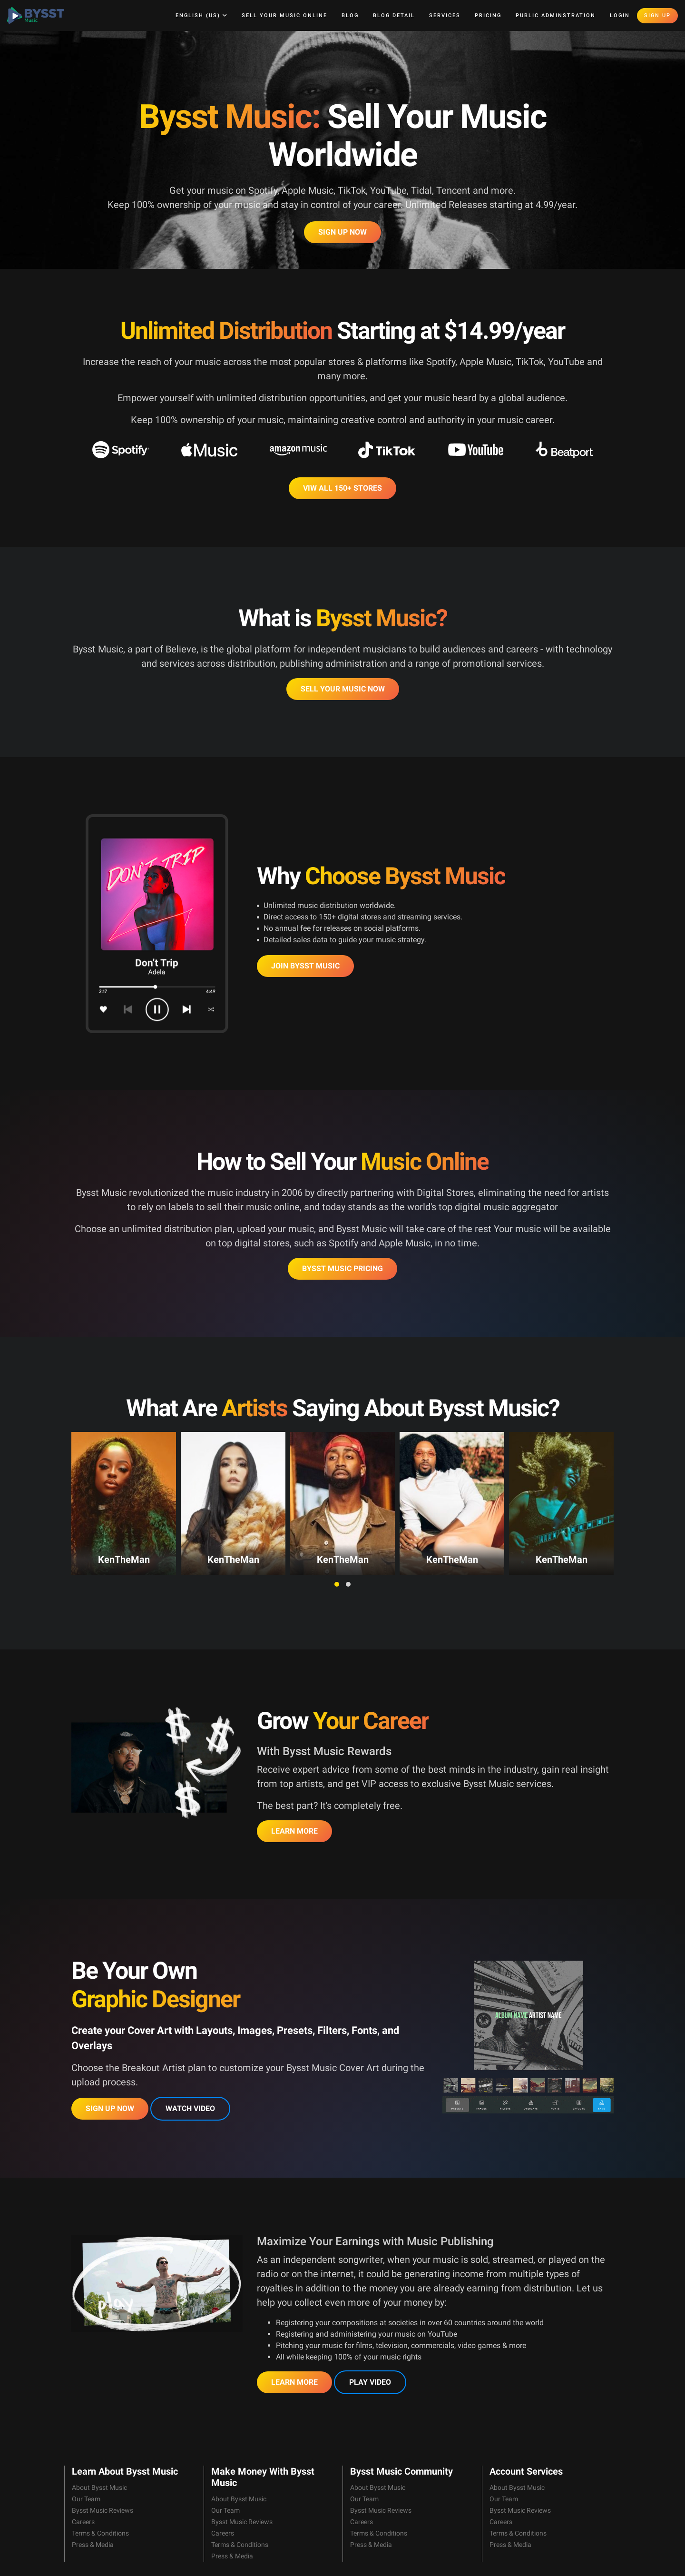 BYSST
Music
ENGLISH (US)
SELL YOUR MUSIC ONLINE
BLOG
BLOG DETAIL
SERVICES
PRICING
PUBLIC ADMINSTRATION
LOGIN
SIGN UP
Bysst Music: Sell Your Music
Worldwide
Get your music on Spotify, Apple Music, TikTok, YouTube, Tidal, Tencent and more.
Keep 100% ownership of your music and stay in control of your career. Unlimited Releases starting at 4.99/year.
SIGN UP NOW
Unlimited Distribution Starting at $14.99/year
Increase the reach of your music across the most popular stores & platforms like Spotify, Apple Music, TikTok, YouTube and
many more.
Empower yourself with unlimited distribution opportunities, and get your music heard by a global audience.
Keep 100% ownership of your music, maintaining creative control and authority in your music career.
Spotify
Music
amazon music
TikTok
YouTube
Beatport
VIW ALL 150+ STORES
What is Bysst Music?
Bysst Music, a part of Believe, is the global platform for independent musicians to build audiences and careers - with technology
and services across distribution, publishing administration and a range of promotional services.
SELL YOUR MUSIC NOW
DON'T TRIP
Don't Trip
Adela
2:17
4:49
Why Choose Bysst Music
Unlimited music distribution worldwide.
Direct access to 150+ digital stores and streaming services.
No annual fee for releases on social platforms.
Detailed sales data to guide your music strategy.
JOIN BYSST MUSIC
How to Sell Your Music Online
Bysst Music revolutionized the music industry in 2006 by directly partnering with Digital Stores, eliminating the need for artists
to rely on labels to sell their music online, and today stands as the world's top digital music aggregator
Choose an unlimited distribution plan, upload your music, and Bysst Music will take care of the rest Your music will be available
on top digital stores, such as Spotify and Apple Music, in no time.
BYSST MUSIC PRICING
What Are Artists Saying About Bysst Music?
KenTheMan
KenTheMan
KenTheMan
KenTheMan
KenTheMan
Grow Your Career
With Bysst Music Rewards
Receive expert advice from some of the best minds in the industry, gain real insight
from top artists, and get VIP access to exclusive Bysst Music services.
The best part? It's completely free.
LEARN MORE
Be Your Own
Graphic Designer
Create your Cover Art with Layouts, Images, Presets, Filters, Fonts, and
Overlays
Choose the Breakout Artist plan to customize your Bysst Music Cover Art during the
upload process.
SIGN UP NOW
WATCH VIDEO
ALBUM NAME ARTIST NAME
play
Maximize Your Earnings with Music Publishing
As an independent songwriter, when your music is sold, streamed, or played on the
radio or on the internet, it could be generating income from multiple types of
royalties in addition to the money you are already earning from distribution. Let us
help you collect even more of your money by:
Registering your compositions at societies in over 60 countries around the world
Registering and administering your music on YouTube
Pitching your music for films, television, commercials, video games & more
All while keeping 100% of your music rights
LEARN MORE
PLAY VIDEO
Learn About Bysst Music
About Bysst Music
Our Team
Bysst Music Reviews
Careers
Terms & Conditions
Press & Media
Make Money With Bysst
Music
About Bysst Music
Our Team
Bysst Music Reviews
Careers
Terms & Conditions
Press & Media
Bysst Music Community
About Bysst Music
Our Team
Bysst Music Reviews
Careers
Terms & Conditions
Press & Media
Account Services
About Bysst Music
Our Team
Bysst Music Reviews
Careers
Terms & Conditions
Press & Media